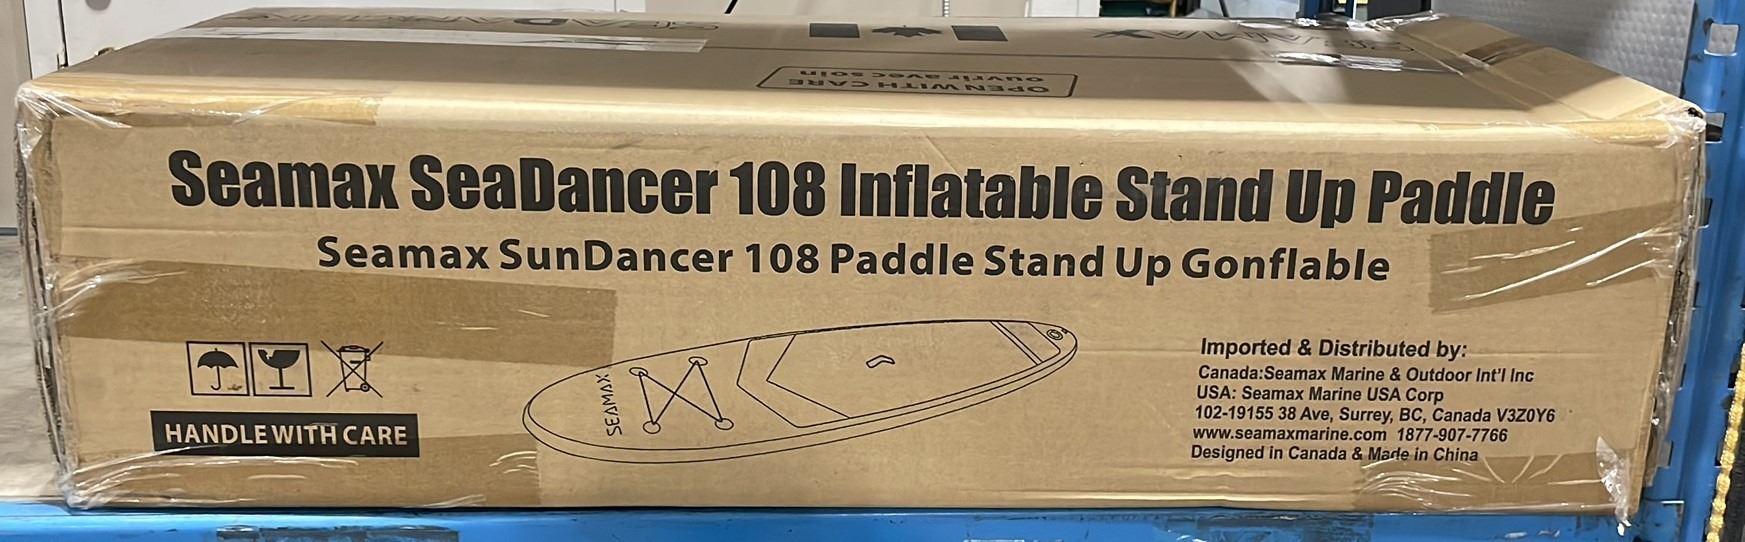 SEADANCER
SEAMAX
OPEN WITH CARE
ouvrir avec soin
Seamax SeaDancer 108 Inflatable Stand Up Paddle
Seamax SunDancer 108 Paddle Stand Up Gonflable
HANDLE WITH CARE
SEAMAX
Imported & Distributed by:
Canada:Seamax Marine & Outdoor Int'l Inc
USA: Seamax Marine USA Corp
102-19155 38 Ave, Surrey, BC, Canada V3Z0Y6
www.seamaxmarine.com 1877-907-7766
Designed in Canada & Made in China